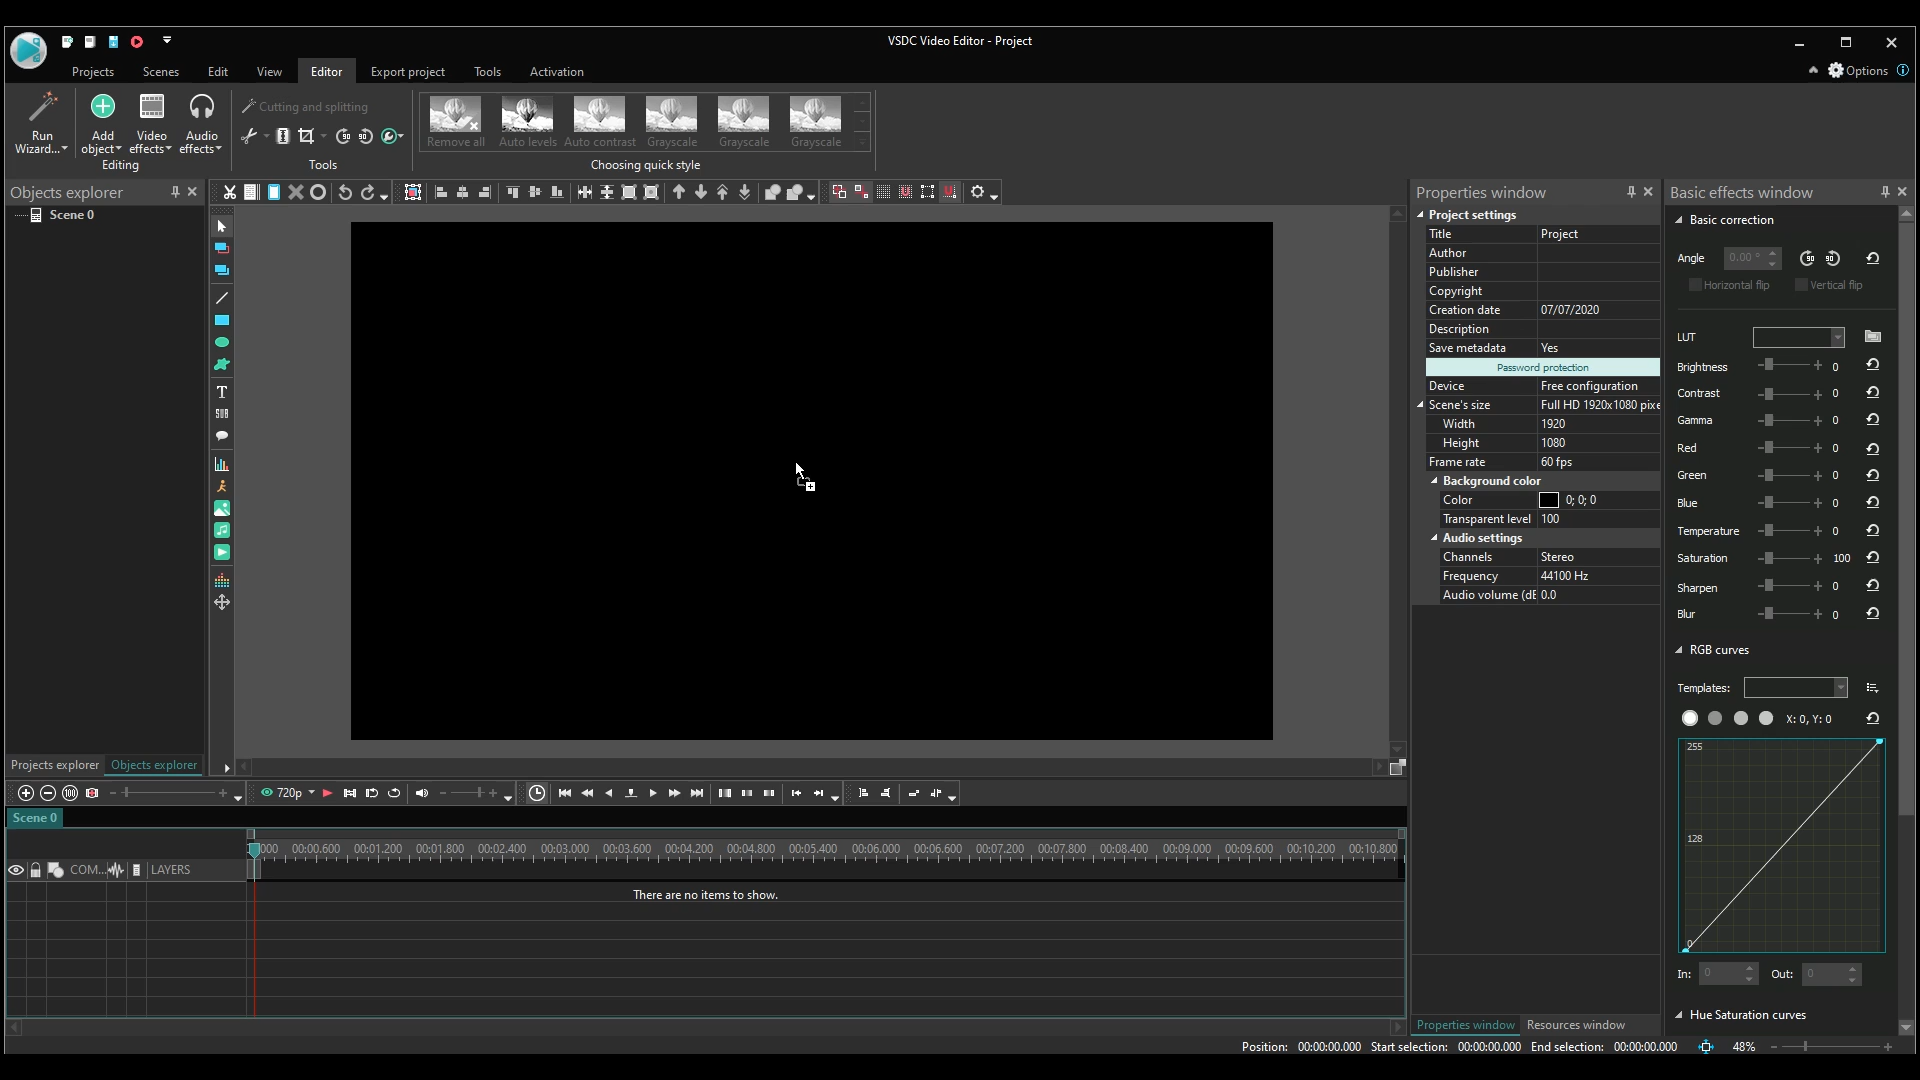 VSDC Video Editor - Project
Projects Scenes Edit View Editor Export project Tools Activation
Options
Run Wizard...
Add object
Video effects
Audio effects
Editing
Cutting and splitting
Tools
Remove all Auto levels Auto contrast Grayscale Grayscale Grayscale
Choosing quick style
Objects explorer
Scene 0
Projects explorer Objects explorer
Properties window
Project settings
Title Project
Author
Publisher
Copyright
Creation date 07/07/2020
Description
Save metadata Yes
Password protection
Device Free configuration
Scene's size Full HD 1920x1080 pixe
Width 1920
Height 1080
Frame rate 60 fps
Background color
Color 0; 0; 0
Transparent level 100
Audio settings
Channels Stereo
Frequency 44100 Hz
Audio volume (dB 0.0
Properties window Resources window
Basic effects window
Basic correction
Angle 0.00 ° 90 90
Horizontal flip Vertical flip
LUT
Brightness 0
Contrast 0
Gamma 0
Red 0
Green 0
Blue 0
Temperature 0
Saturation 100
Sharpen 0
Blur 0
RGB curves
Templates:
X: 0, Y: 0
255
128
0
In: 0 Out: 0
Hue Saturation curves
720p
Scene 0
000 00:00.600 00:01.200 00:01.800 00:02.400 00:03.000 00:03.600 00:04.200 00:04.800 00:05.400 00:06.000 00:06.600 00:07.200 00:07.800 00:08.400 00:09.000 00:09.600 00:10.200 00:10.800
COM... LAYERS
There are no items to show.
Position: 00:00:00.000 Start selection: 00:00:00.000 End selection: 00:00:00.000 48%